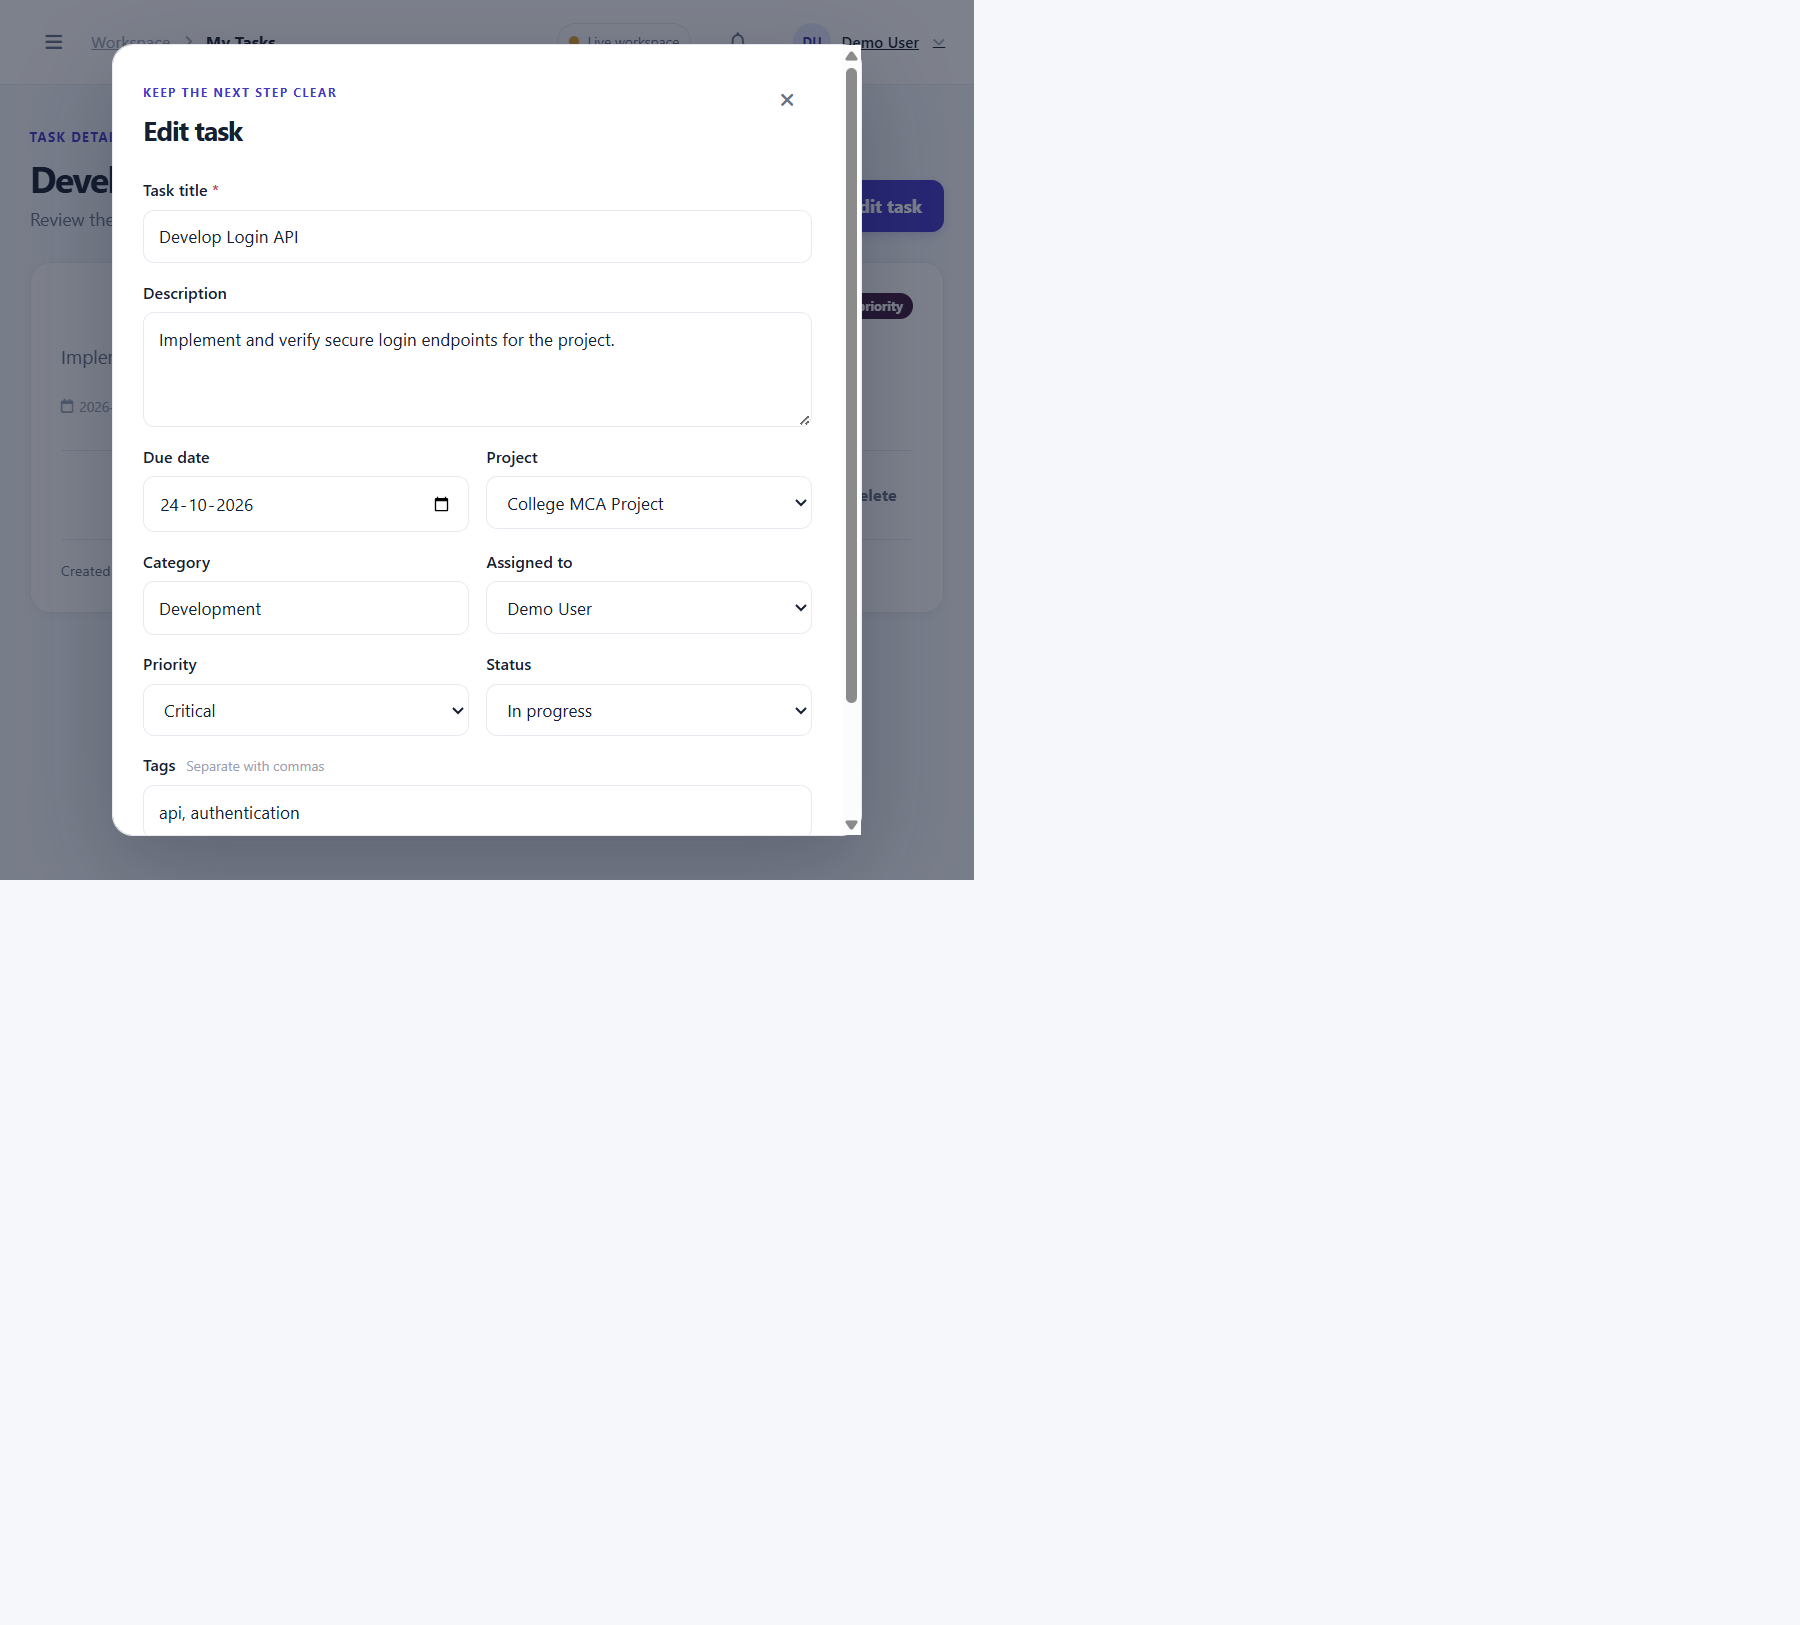 Workspace > My Tasks
Live workspace
DU
Demo User
KEEP THE NEXT STEP CLEAR
Edit task
Task title *
Develop Login API
Description
Implement and verify secure login endpoints for the project.
Due date
Project
24-10-2026
College MCA Project
Category
Assigned to
Development
Demo User
Priority
Status
Critical
In progress
Tags Separate with commas
api, authentication
TASK DETAI
Devel
Review the
dit task
priority
Implem
2026-
elete
Created